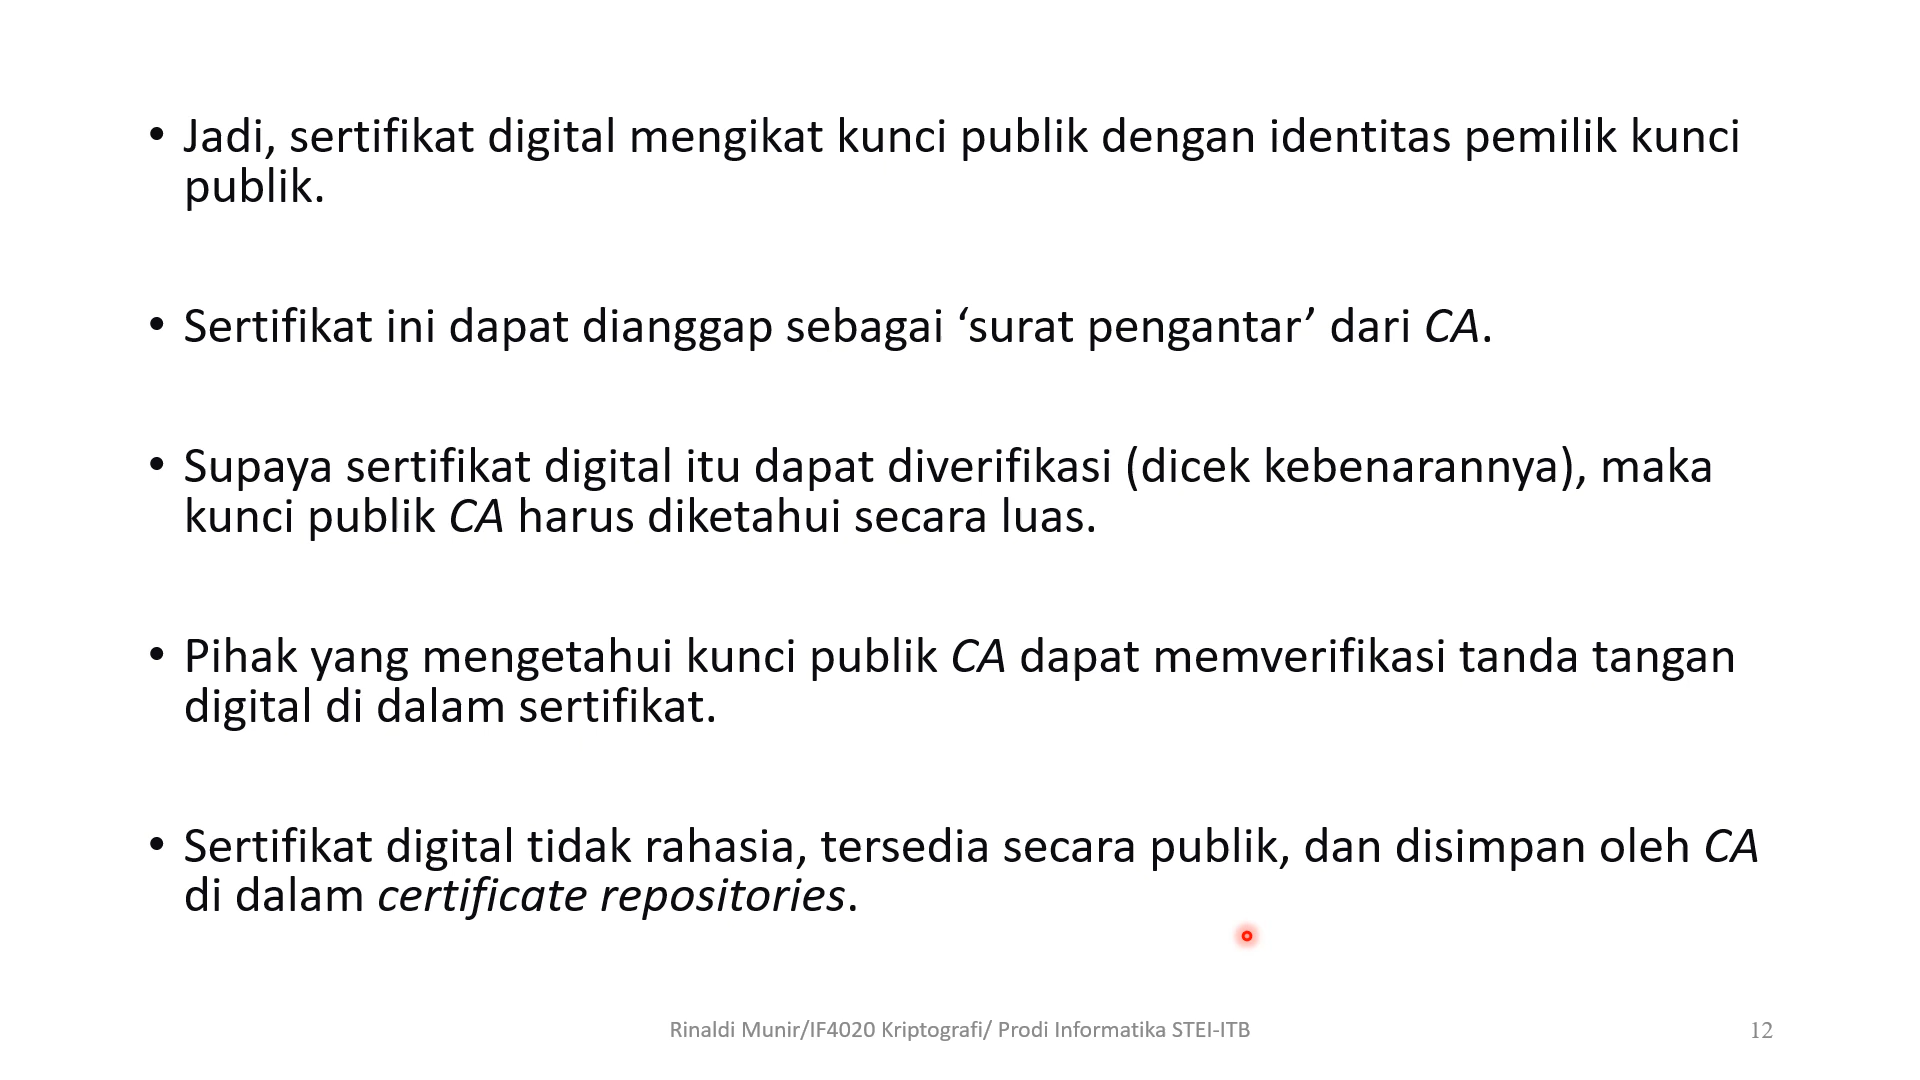 • Jadi, sertifikat digital mengikat kunci publik dengan identitas pemilik kunci
publik.
• Sertifikat ini dapat dianggap sebagai ‘surat pengantar’ dari CA.
• Supaya sertifikat digital itu dapat diverifikasi (dicek kebenarannya), maka
kunci publik CA harus diketahui secara luas.
• Pihak yang mengetahui kunci publik CA dapat memverifikasi tanda tangan
digital di dalam sertifikat.
• Sertifikat digital tidak rahasia, tersedia secara publik, dan disimpan oleh CA
di dalam certificate repositories.
Rinaldi Munir/IF4020 Kriptografi/ Prodi Informatika STEI-ITB
12